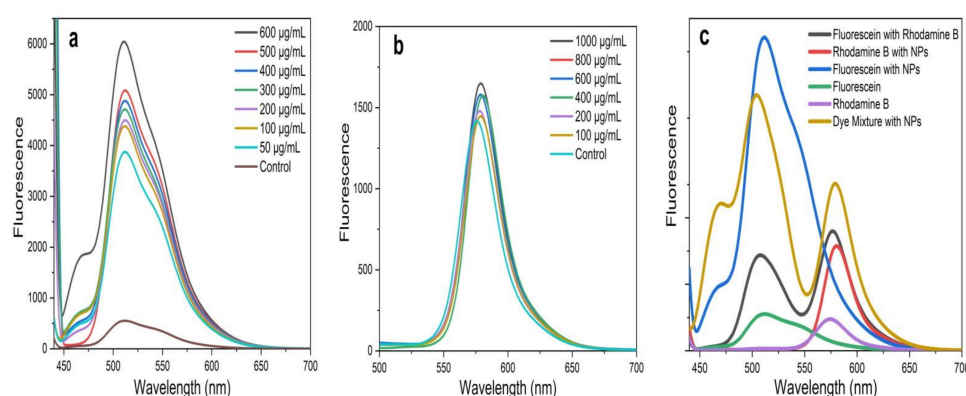 a
600 µg/mL
500 µg/mL
400 µg/mL
300 µg/mL
200 µg/mL
100 µg/mL
50 µg/mL
Control
Fluorescence
6000
5000
4000
3000
2000
1000
0
450 500 550 600 650 700
Wavelength (nm)
b
1000 µg/mL
800 µg/mL
600 µg/mL
400 µg/mL
200 µg/mL
100 µg/mL
Control
Fluorescence
2000
1500
1000
500
0
500 550 600 650 700
Wavelength (nm)
c
Fluorescein with Rhodamine B
Rhodamine B with NPs
Fluorescein with NPs
Fluorescein
Rhodamine B
Dye Mixture with NPs
Fluorescence
450 500 550 600 650 700
Wavelength (nm)